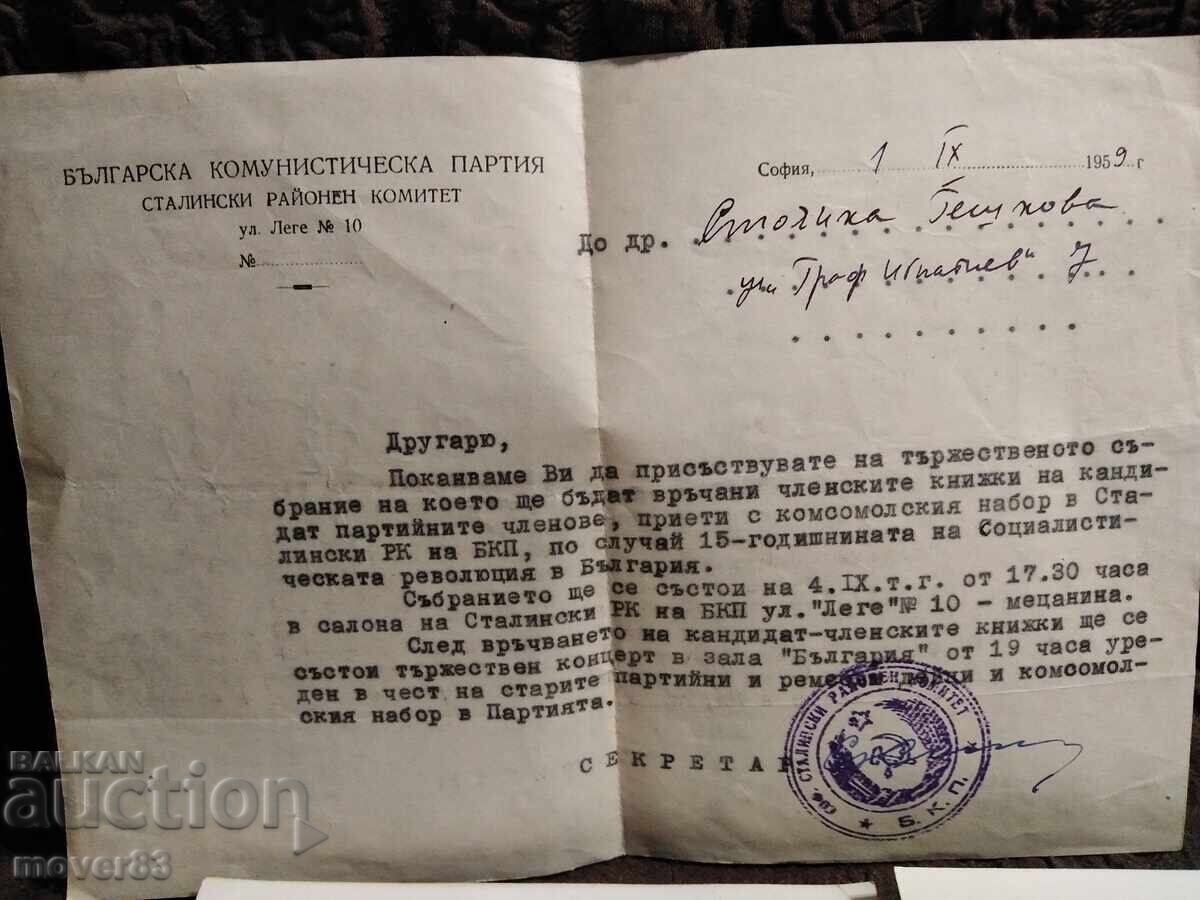 БЪЛГАРСКА КОМУНИСТИЧЕСКА ПАРТИЯ
СТАЛИНСКИ РАЙОНЕН КОМИТЕТ
ул. Леге № 10
№
София, 1 IX 1959 г
До др. Столика Гешкова
ул. "Граф Игнатиев" 7
Другарю,
Поканваме Ви да присъствувате на тържественото съ-
брание на което ще бъдат връчани членските книжки на канди-
дат партийните членове, приети с комсомолския набор в Ста-
лински РК на БКП, по случай 15-годишнината на Социалисти-
ческата революция в България.
Събранието ще се състои на 4.IX.т.г. от 17.30 часа
в салона на Сталински РК на БКП ул."Леге"№ 10 - мецанина.
След връчването на кандидат-членските книжки ще се
състои тържествен концерт в зала "България" от 19 часа уре-
ден в чест на старите партийни и ремсови дейци и комсомол-
ския набор в Партията.
СЕКРЕТАР
СОФ. СТАЛИНСКИ РАЙОНЕН КОМИТЕТ
Б. К. П.
BALKAN
auction
mover83